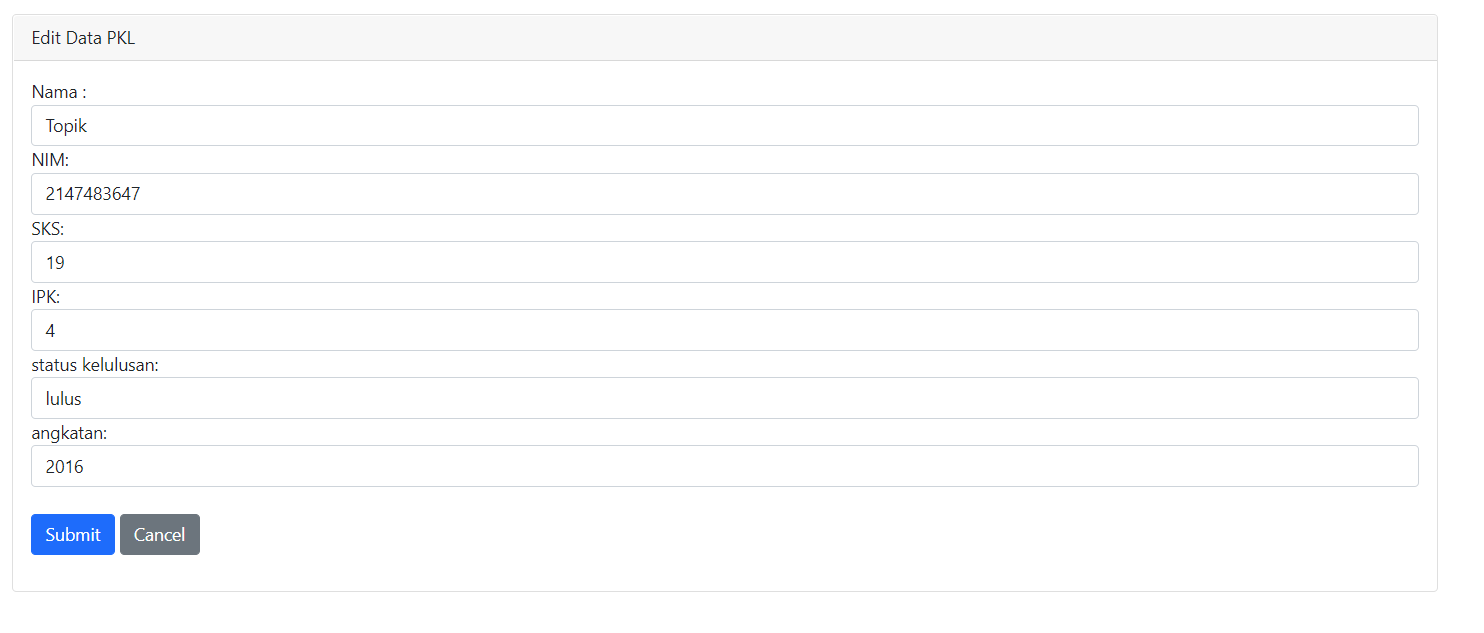 Edit Data PKL
Nama :
Topik
NIM:
2147483647
SKS:
19
IPK:
4
status kelulusan:
lulus
angkatan:
2016
Submit Cancel